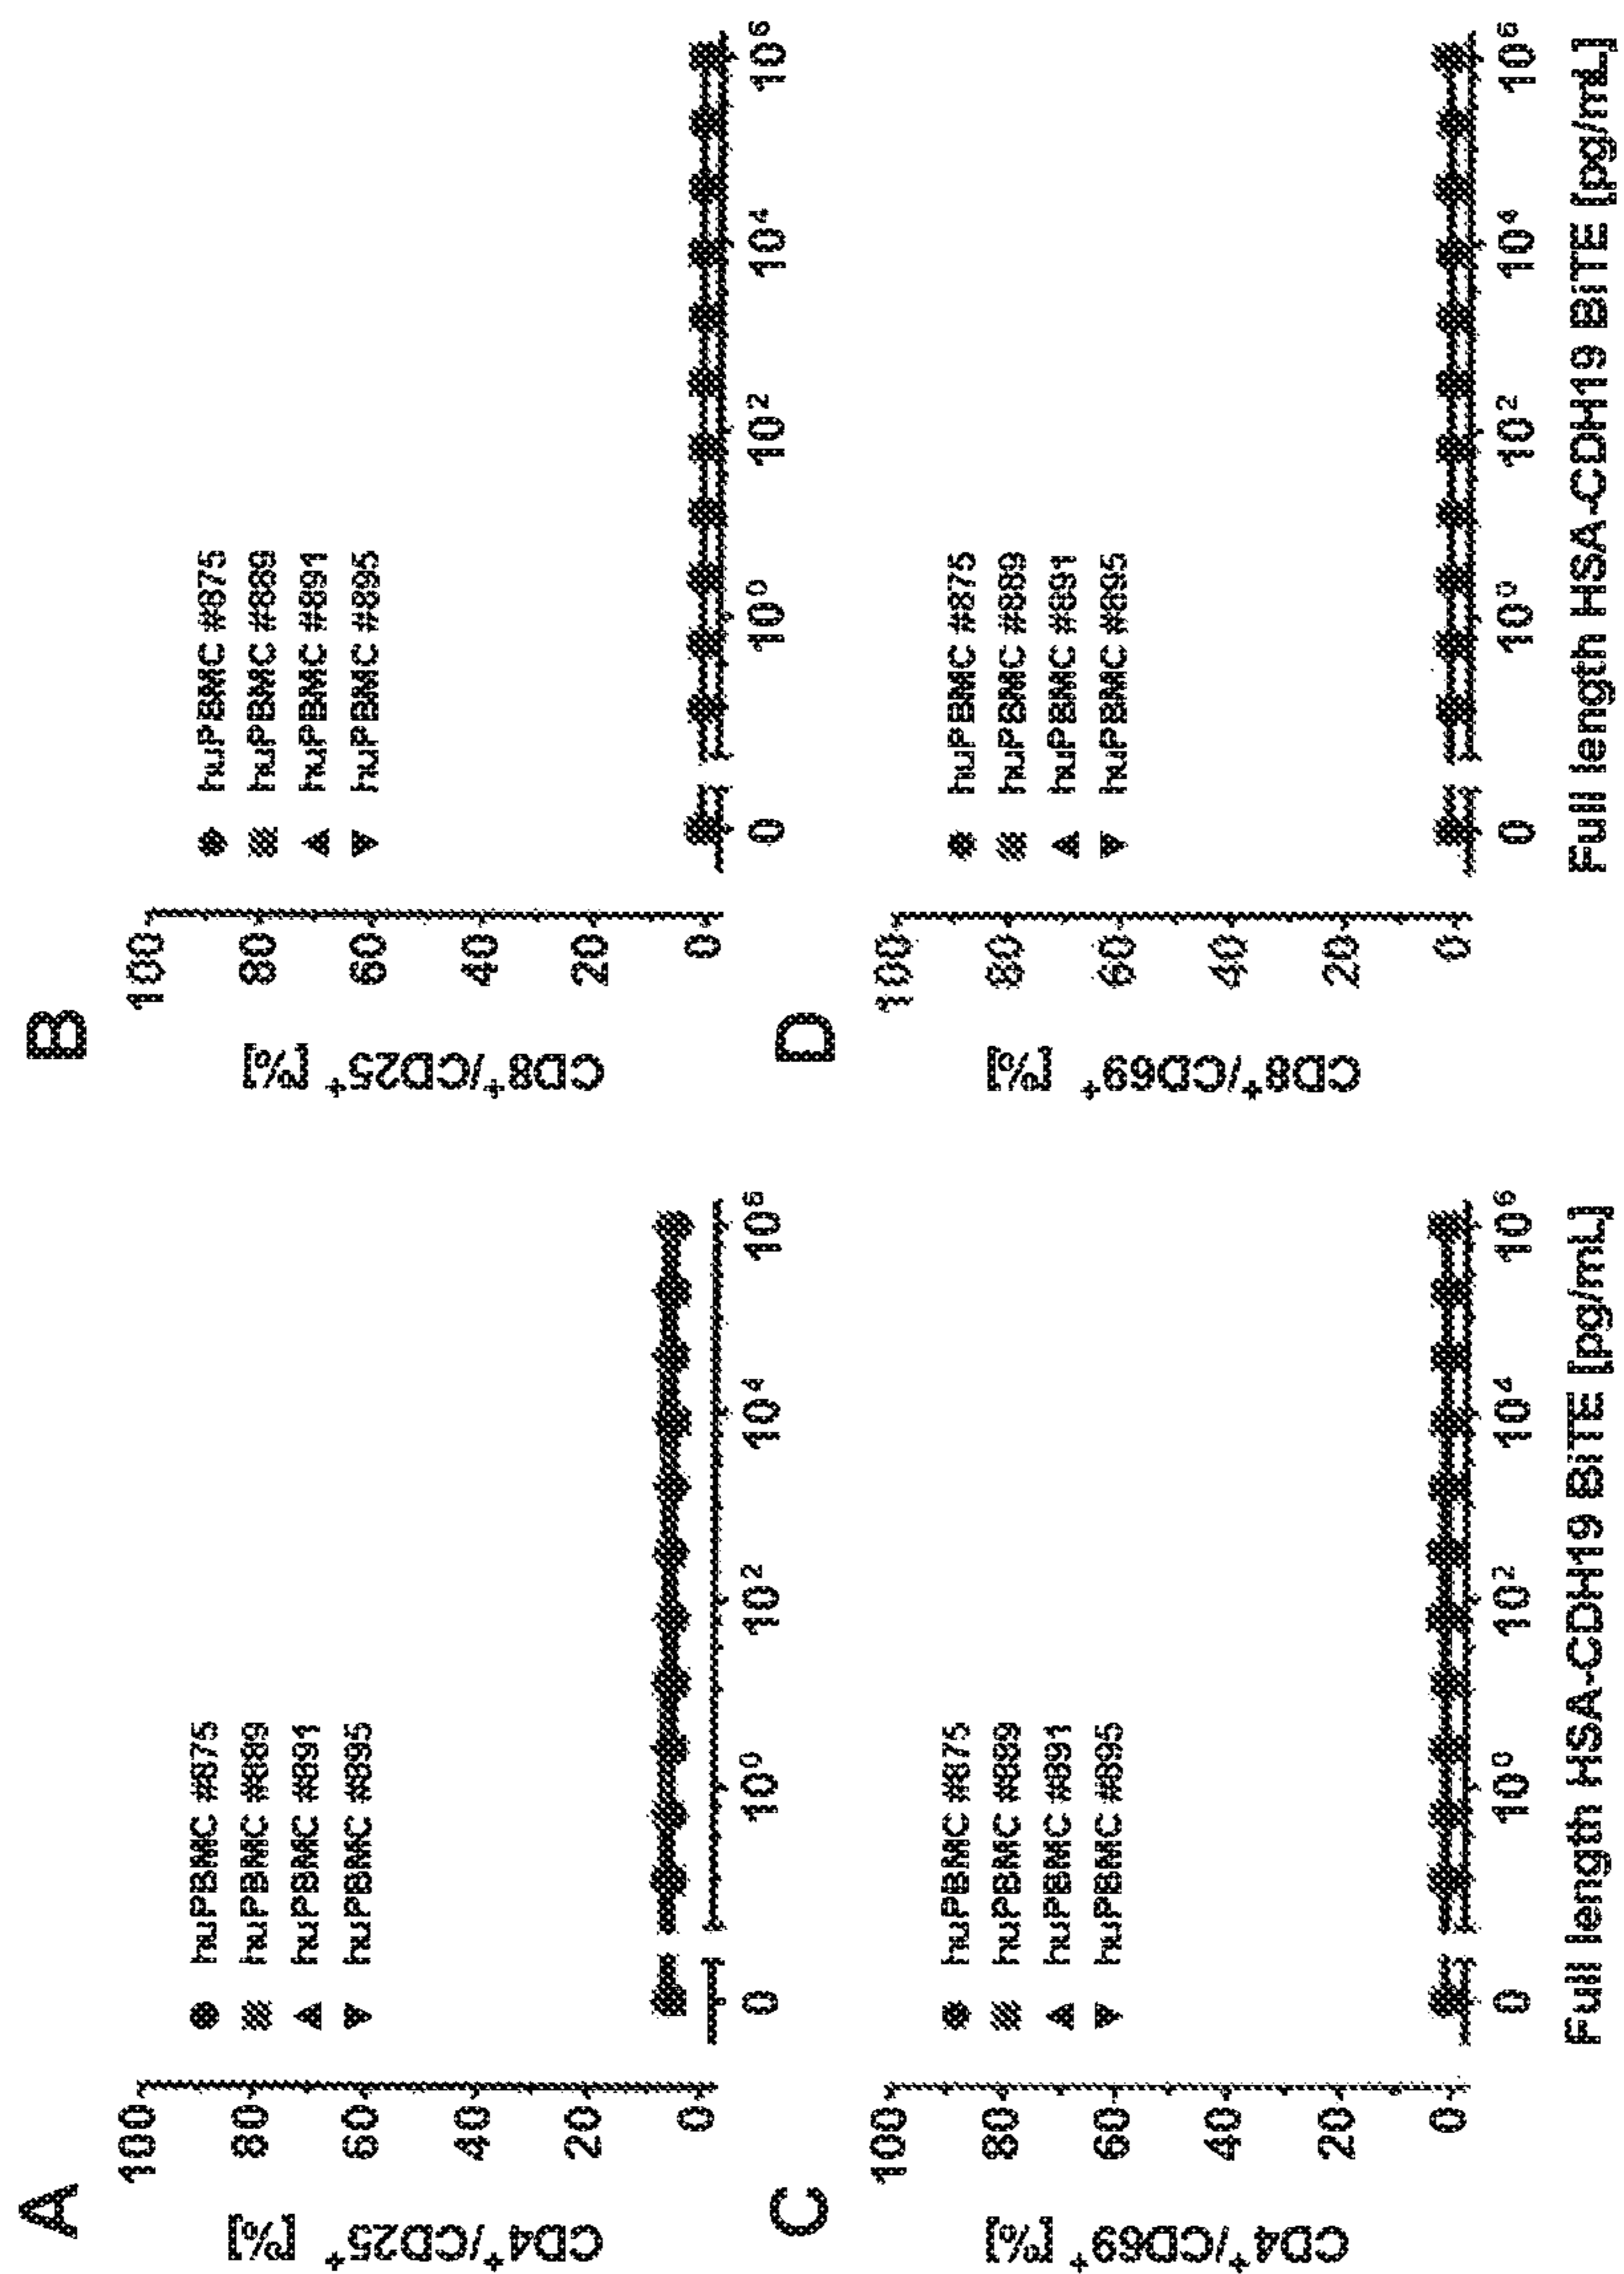 A
CD4⁺/CD25⁺ [%]
100
80
60
40
20
0
huPBMC #875
huPBMC #889
huPBMC #891
huPBMC #895
0 10⁰ 10² 10⁴ 10⁶
B
CD8⁺/CD25⁺ [%]
100
80
60
40
20
0
huPBMC #875
huPBMC #889
huPBMC #891
huPBMC #895
0 10⁰ 10² 10⁴ 10⁶
C
CD4⁺/CD69⁺ [%]
100
80
60
40
20
0
huPBMC #875
huPBMC #889
huPBMC #891
huPBMC #895
0 10⁰ 10² 10⁴ 10⁶
Full length HSA-CDH19 BiTE [pg/mL]
D
CD8⁺/CD69⁺ [%]
100
80
60
40
20
0
huPBMC #875
huPBMC #889
huPBMC #891
huPBMC #895
0 10⁰ 10² 10⁴ 10⁶
Full length HSA-CDH19 BiTE [pg/mL]